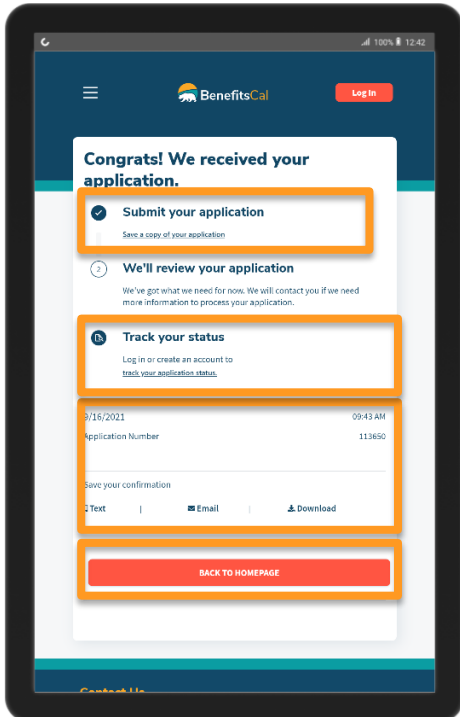 100% 12:42
BenefitsCal
Log In
Congrats! We received your
application.
Submit your application
Save a copy of your application
2
We'll review your application
We've got what we need for now. We will contact you if we need
more information to process your application.
Track your status
Log in or create an account to
track your application status.
9/16/2021 09:43 AM
Application Number 113650
Save your confirmation
Text | Email | Download
BACK TO HOMEPAGE
Contact Us